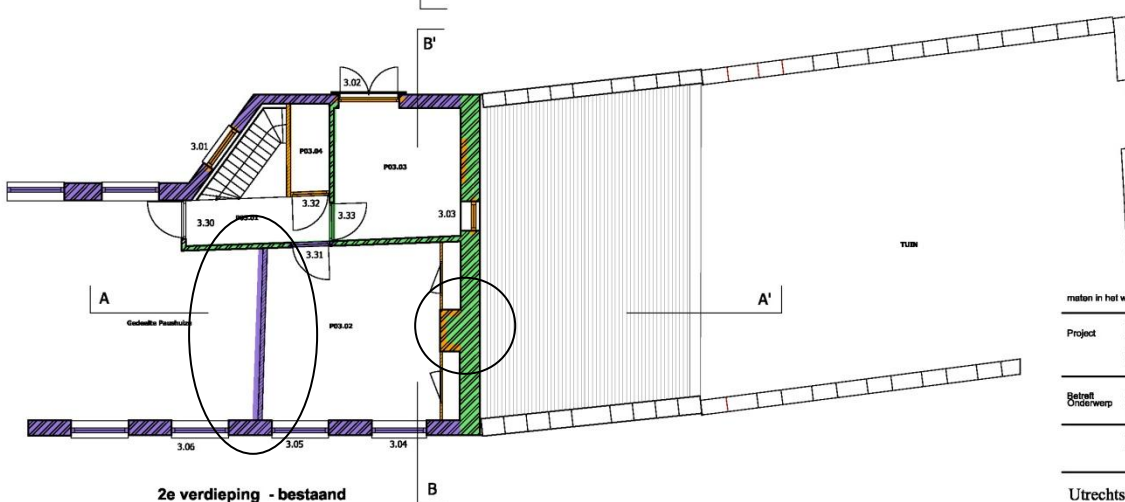 B'
3.02
3.01
P03.04
P03.03
3.32
3.33
3.03
3.30
P03.01
3.31
TUIN
A
A'
Gedeelte Paushuize
P03.02
maten in het w
Project
Betreft
Onderwerp
3.06
3.05
3.04
2e verdieping - bestaand
B
Utrechts